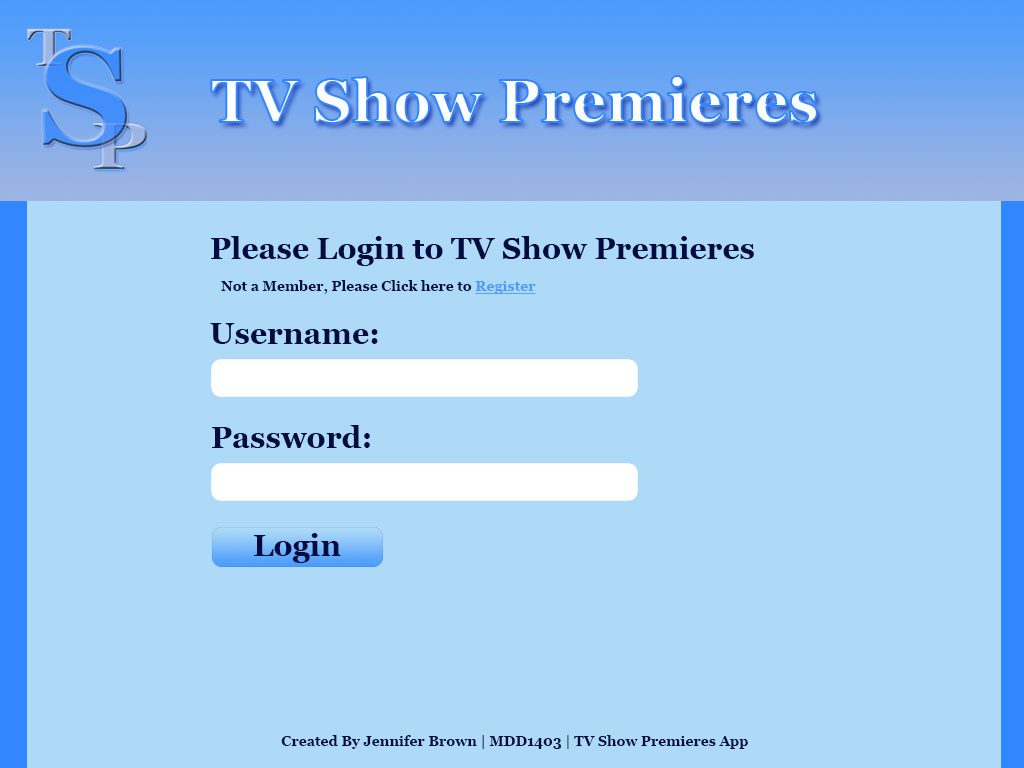 TSP
TV Show Premieres
Please Login to TV Show Premieres
Not a Member, Please Click here to Register
Username:
Password:
Login
Created By Jennifer Brown | MDD1403 | TV Show Premieres App